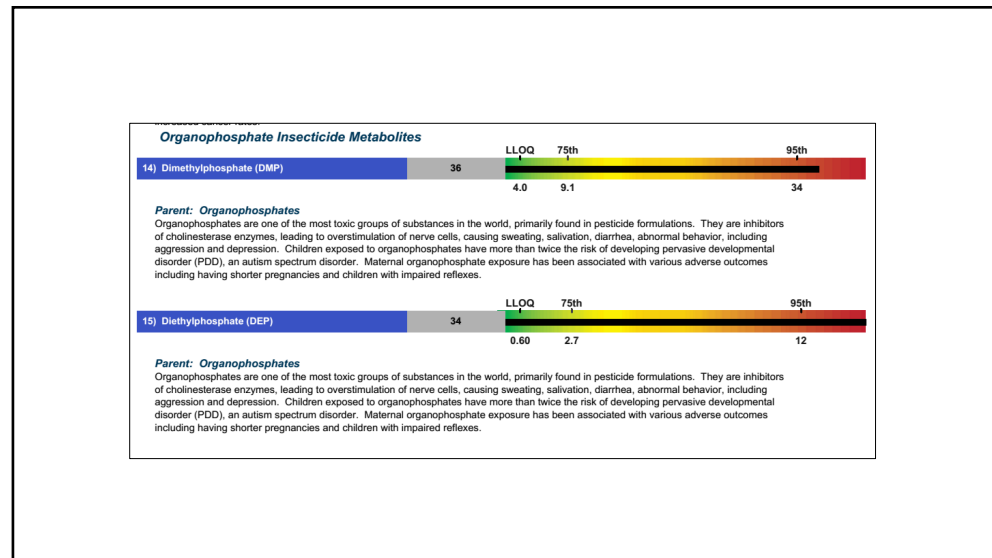 Organophosphate Insecticide Metabolites
LLOQ 75th 95th
14) Dimethylphosphate (DMP) 36
4.0 9.1 34
Parent: Organophosphates
Organophosphates are one of the most toxic groups of substances in the world, primarily found in pesticide formulations. They are inhibitors
of cholinesterase enzymes, leading to overstimulation of nerve cells, causing sweating, salivation, diarrhea, abnormal behavior, including
aggression and depression. Children exposed to organophosphates have more than twice the risk of developing pervasive developmental
disorder (PDD), an autism spectrum disorder. Maternal organophosphate exposure has been associated with various adverse outcomes
including having shorter pregnancies and children with impaired reflexes.
LLOQ 75th 95th
15) Diethylphosphate (DEP) 34
0.60 2.7 12
Parent: Organophosphates
Organophosphates are one of the most toxic groups of substances in the world, primarily found in pesticide formulations. They are inhibitors
of cholinesterase enzymes, leading to overstimulation of nerve cells, causing sweating, salivation, diarrhea, abnormal behavior, including
aggression and depression. Children exposed to organophosphates have more than twice the risk of developing pervasive developmental
disorder (PDD), an autism spectrum disorder. Maternal organophosphate exposure has been associated with various adverse outcomes
including having shorter pregnancies and children with impaired reflexes.